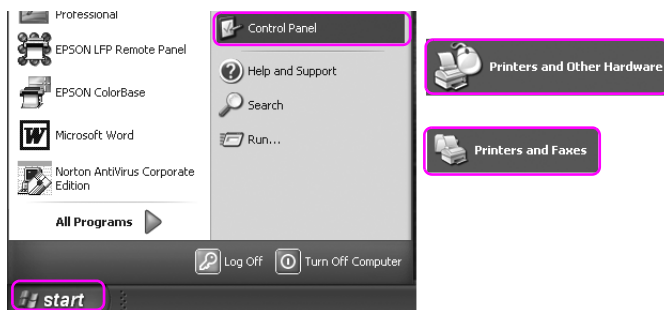 Professional
EPSON LFP Remote Panel
EPSON ColorBase
Microsoft Word
Norton AntiVirus Corporate
Edition
All Programs
Control Panel
Help and Support
Search
Run...
Log Off
Turn Off Computer
start
Printers and Other Hardware
Printers and Faxes